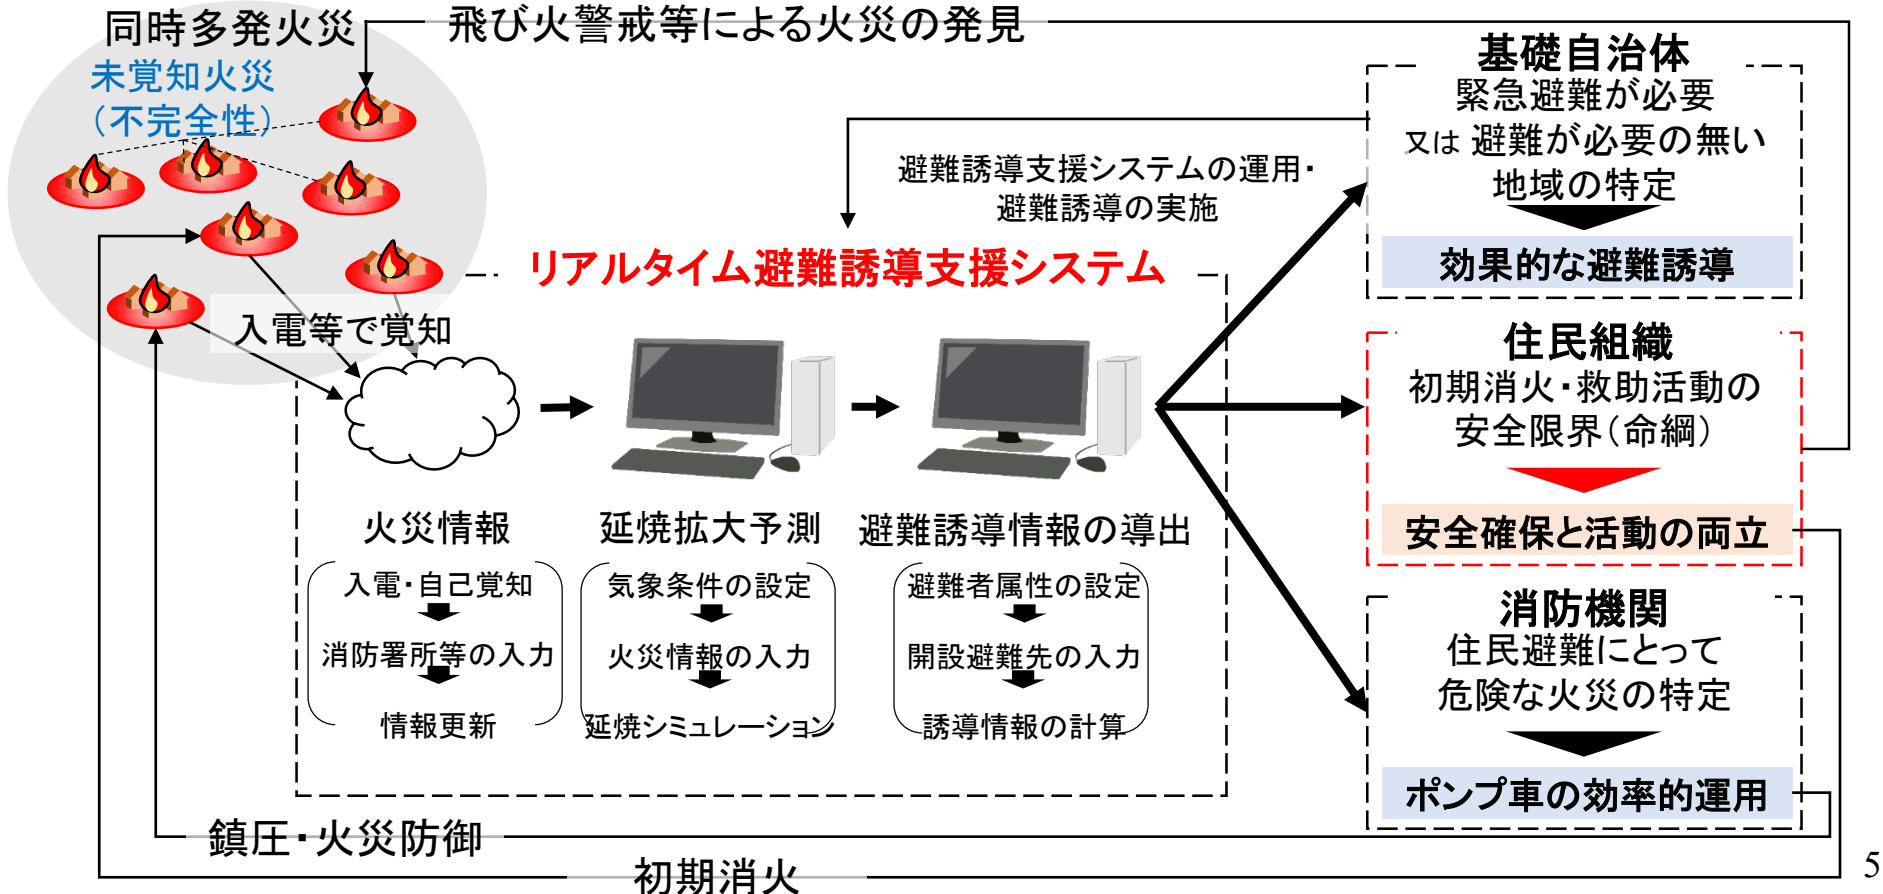 同時多発火災
未覚知火災
（不完全性）
飛び火警戒等による火災の発見
入電等で覚知
避難誘導支援システムの運用・
避難誘導の実施
リアルタイム避難誘導支援システム
火災情報
入電・自己覚知
消防署所等の入力
情報更新
延焼拡大予測
気象条件の設定
火災情報の入力
延焼シミュレーション
避難誘導情報の導出
避難者属性の設定
開設避難先の入力
誘導情報の計算
基礎自治体
緊急避難が必要
又は 避難が必要の無い
地域の特定
効果的な避難誘導
住民組織
初期消火・救助活動の
安全限界（命綱）
安全確保と活動の両立
消防機関
住民避難にとって
危険な火災の特定
ポンプ車の効率的運用
鎮圧・火災防御
初期消火
5